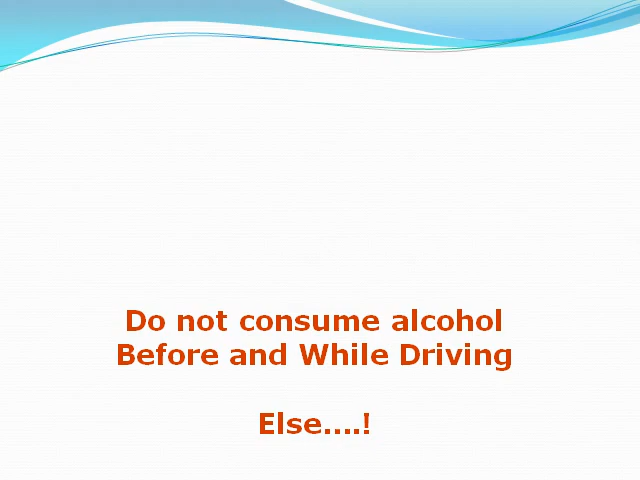 Do not consume alcohol
Before and While Driving
Else....!